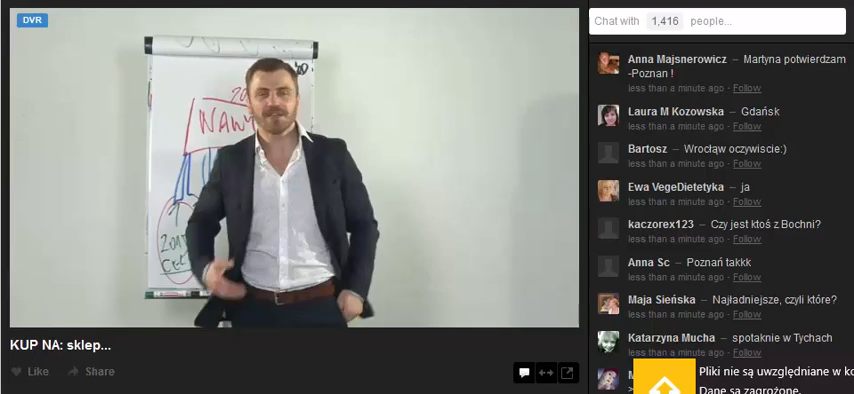 DVR
NAW
KUP NA: sklep...
Like
Share
Chat with 1,416 people...
Anna Majsnerowicz – Martyna potwierdzam
-Poznan !
less than a minute ago · Follow
Laura M Kozowska – Gdańsk
less than a minute ago · Follow
Bartosz – Wrocłąw oczywiscie:)
less than a minute ago · Follow
Ewa VegeDietetyka – ja
less than a minute ago · Follow
kaczorex123 – Czy jest ktoś z Bochni?
less than a minute ago · Follow
Anna Sc – Poznań takkk
less than a minute ago · Follow
Maja Sieńska – Najładniejsze, czyli które?
less than a minute ago · Follow
Katarzyna Mucha – spotaknie w Tychach
less than a minute ago · Follow
M
Pliki nie są uwzględniane w ko
Dane są zagrożone.